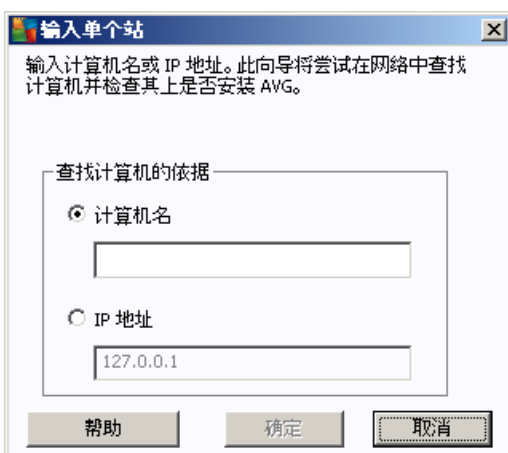 输入单个站
输入计算机名或 IP 地址。此向导将尝试在网络中查找
计算机并检查其上是否安装 AVG。
查找计算机的依据
计算机名
IP 地址
127.0.0.1
帮助
确定
取消